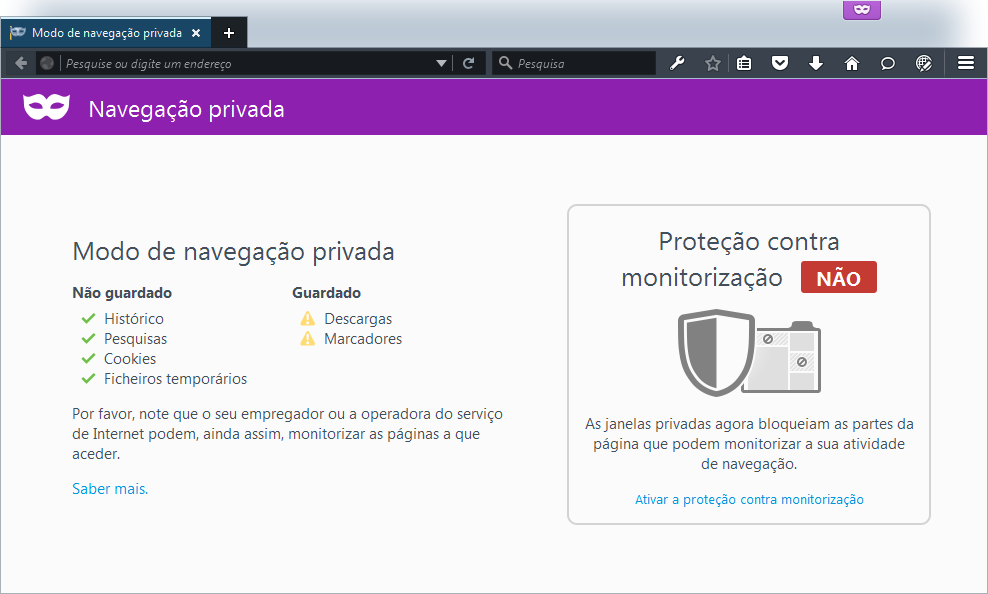 Modo de navegação privada
Pesquise ou digite um endereço
Pesquisa
Navegação privada
Modo de navegação privada
Não guardado
Histórico
Pesquisas
Cookies
Ficheiros temporários
Guardado
Descargas
Marcadores
Por favor, note que o seu empregador ou a operadora do serviço
de Internet podem, ainda assim, monitorizar as páginas a que
aceder.
Saber mais.
Proteção contra
monitorização NÃO
As janelas privadas agora bloqueiam as partes da
página que podem monitorizar a sua atividade
de navegação.
Ativar a proteção contra monitorização